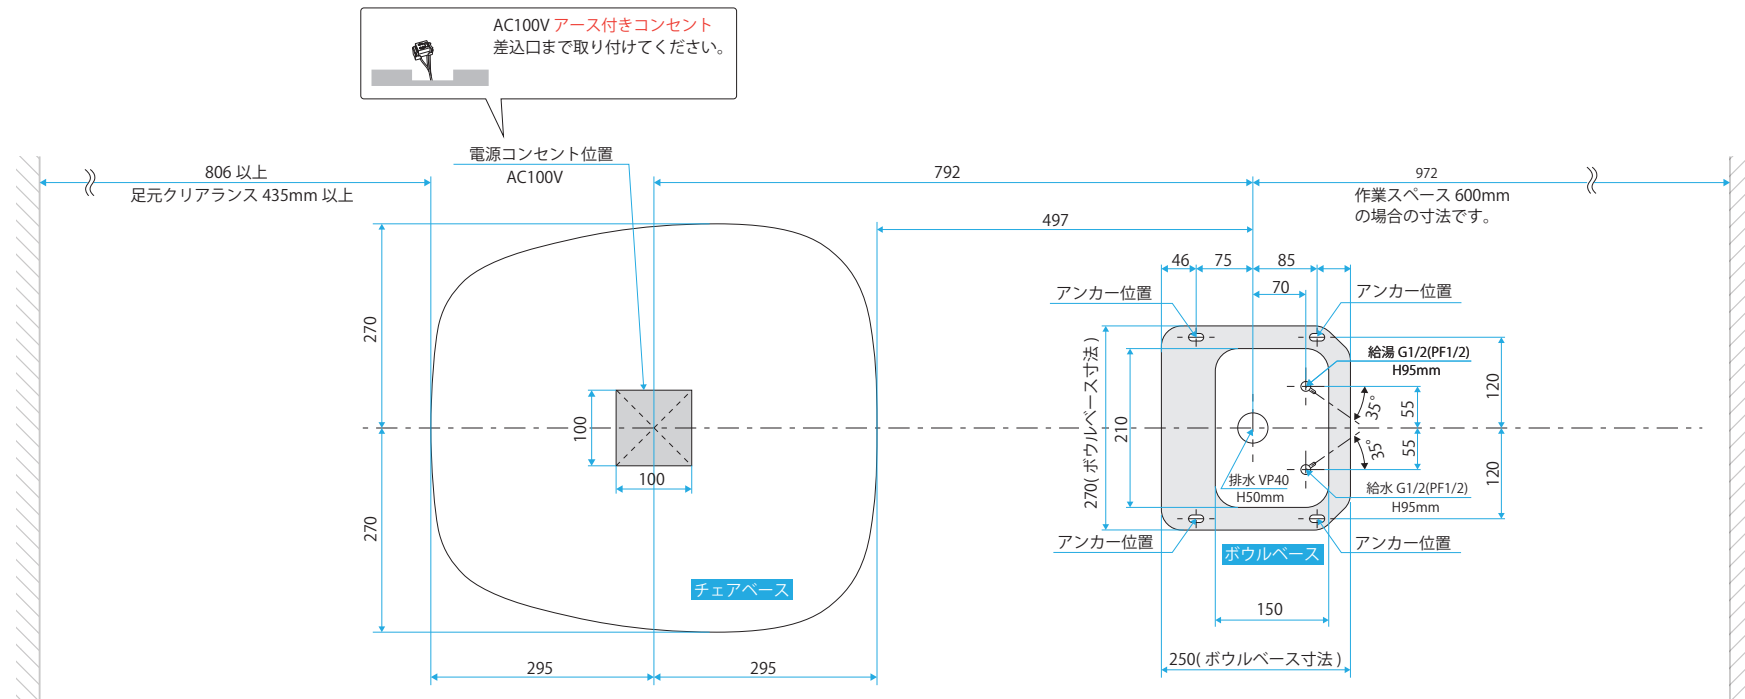 AC100V アース付きコンセント
差込口まで取り付けてください。
電源コンセント位置
AC100V
806 以上
足元クリアランス 435mm 以上
792
972
作業スペース 600mm
の場合の寸法です。
497
46
75
85
70
アンカー位置
アンカー位置
270
270
100
100
270( ボウルベース寸法 )
210
給湯 G1/2(PF1/2)
H95mm
35°
35°
55
55
120
120
排水 VP40
H50mm
給水 G1/2(PF1/2)
H95mm
アンカー位置
アンカー位置
ボウルベース
チェアベース
150
250( ボウルベース寸法 )
295
295